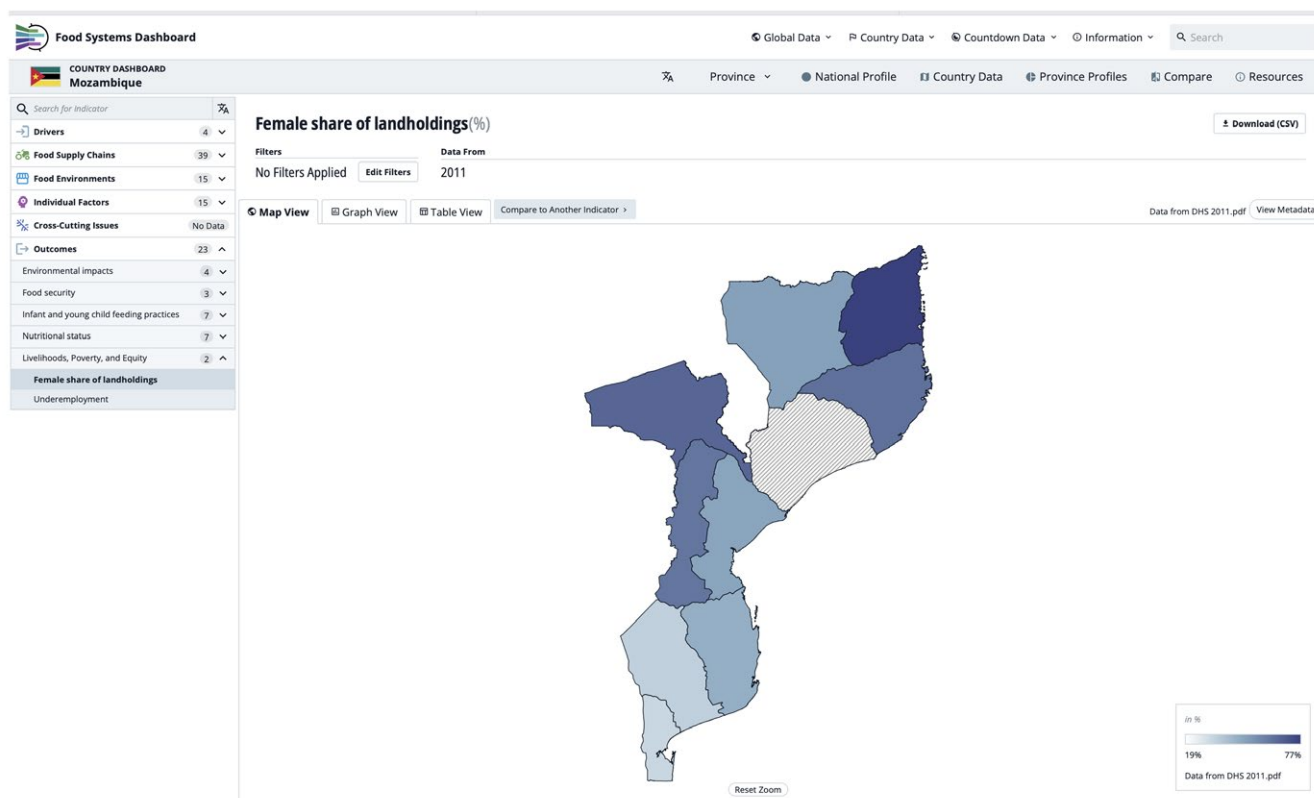 Food Systems Dashboard
Global Data
Country Data
Countdown Data
Information
Search
COUNTRY DASHBOARD
Mozambique
Province
National Profile
Country Data
Province Profiles
Compare
Resources
Search for Indicator
Drivers 4
Food Supply Chains 39
Food Environments 15
Individual Factors 15
Cross-Cutting Issues No Data
Outcomes 23
Environmental impacts 4
Food security 3
Infant and young child feeding practices 7
Nutritional status 7
Livelihoods, Poverty, and Equity 2
Female share of landholdings
Underemployment
Female share of landholdings(%)
Download (CSV)
Filters
Data From
No Filters Applied
Edit Filters
2011
Map View
Graph View
Table View
Compare to Another Indicator ›
Data from DHS 2011.pdf
View Metadata
in %
19% 77%
Data from DHS 2011.pdf
Reset Zoom